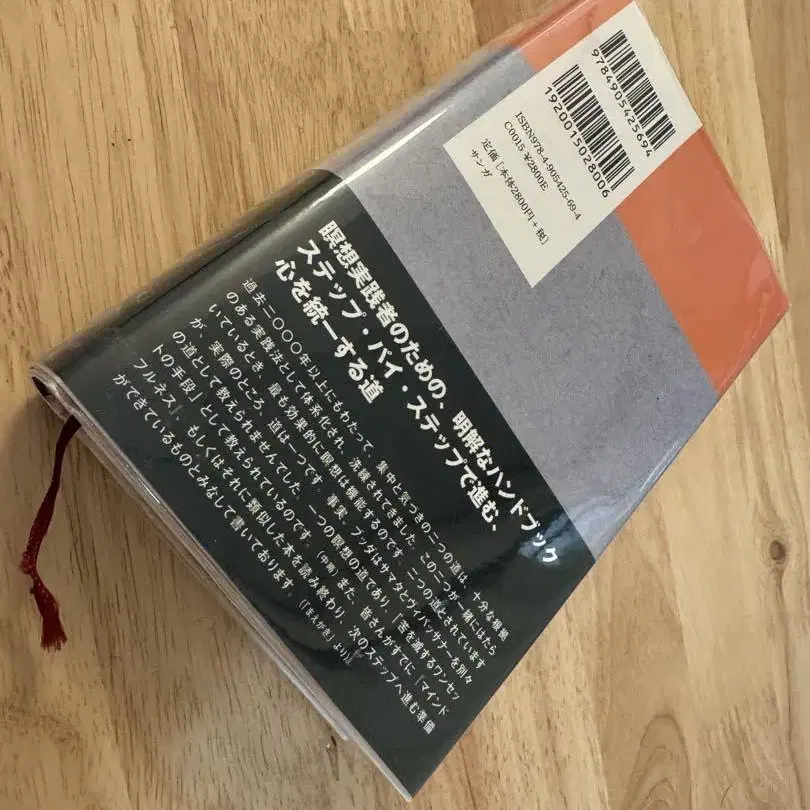 9784905425694
1920015028006
ISBN978-4-905425-69-4
C0015 ¥2800E
定価[本体2800円+税]
サンガ
瞑想実践者のための、明解なハンドブック
ステップ・バイ・ステップで進む、
心を統一する道
過去二〇〇〇年以上にもわたって、集中と気づきの二つの道は、十分な根拠
のある実践法として体系化され、洗練されてきました。この二つが一緒にはたら
いているとき、最も効果的に瞑想は機能するのです。二つの道とされています
が、実際のところ、道は一つです。事実、ブッダはサマタとヴィパッサナーを別々
の道として教えられませんでした。一つの瞑想の道であり、「苦を滅するワンセッ
トの手段」として教えられているのです。(中略)また、皆さんがすでに『マインド
フルネス』、もしくはそれに類似した本を読み終わり、次のステップへ進む準備
ができているものとみなして書いております。(「まえがき」より)